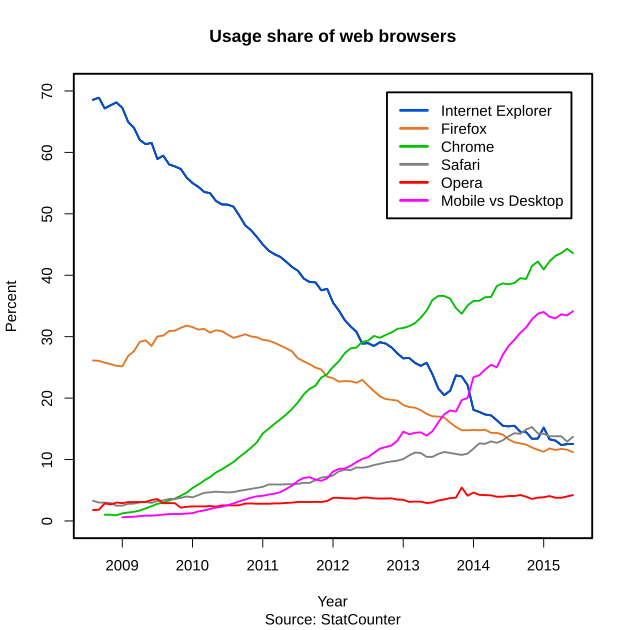 Usage share of web browsers
Percent
70
60
50
40
30
20
10
0
Internet Explorer
Firefox
Chrome
Safari
Opera
Mobile vs Desktop
2009 2010 2011 2012 2013 2014 2015
Year
Source: StatCounter